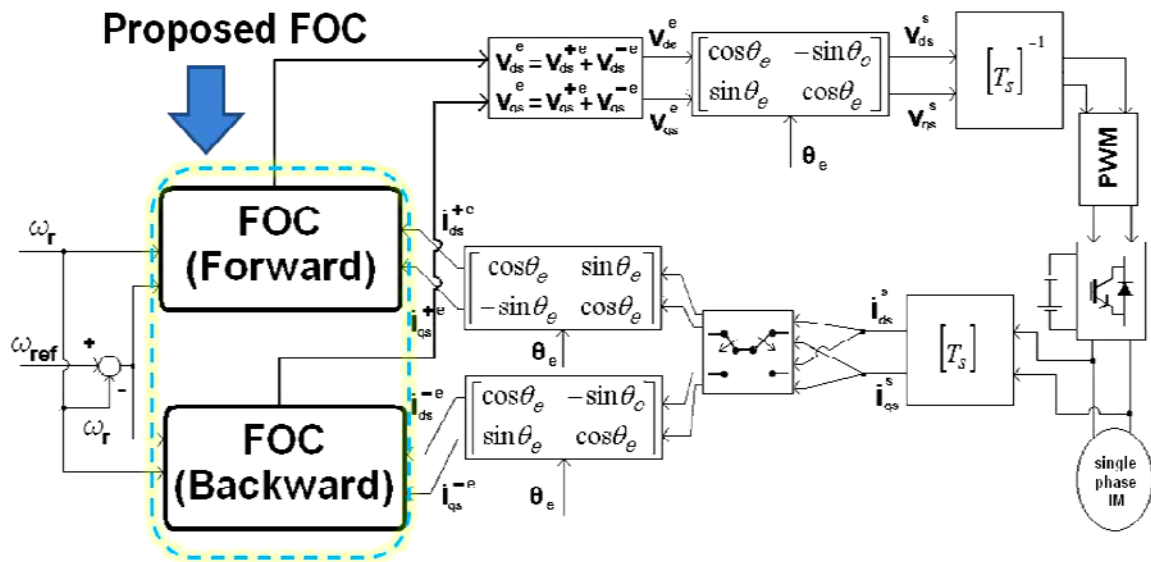 Proposed FOC
V_ds^e = V_ds^+e + V_ds^-e
V_qs^e = V_qs^+e + V_qs^-e
V_ds^e
V_qs^e
cosθ_e -sinθ_c
sinθ_e cosθ_e
θ_e
V_ds^s
V_qs^s
[T_s]^-1
PWM
FOC
(Forward)
ω_r
ω_ref
+
-
ω_r
FOC
(Backward)
i_ds^+c
i_qs^+e
cosθ_e sinθ_e
-sinθ_e cosθ_e
θ_e
i_ds^-e
i_qs^-e
cosθ_e -sinθ_c
sinθ_e cosθ_e
θ_e
i_ds^s
i_qs^s
[T_s]
single
phase
IM